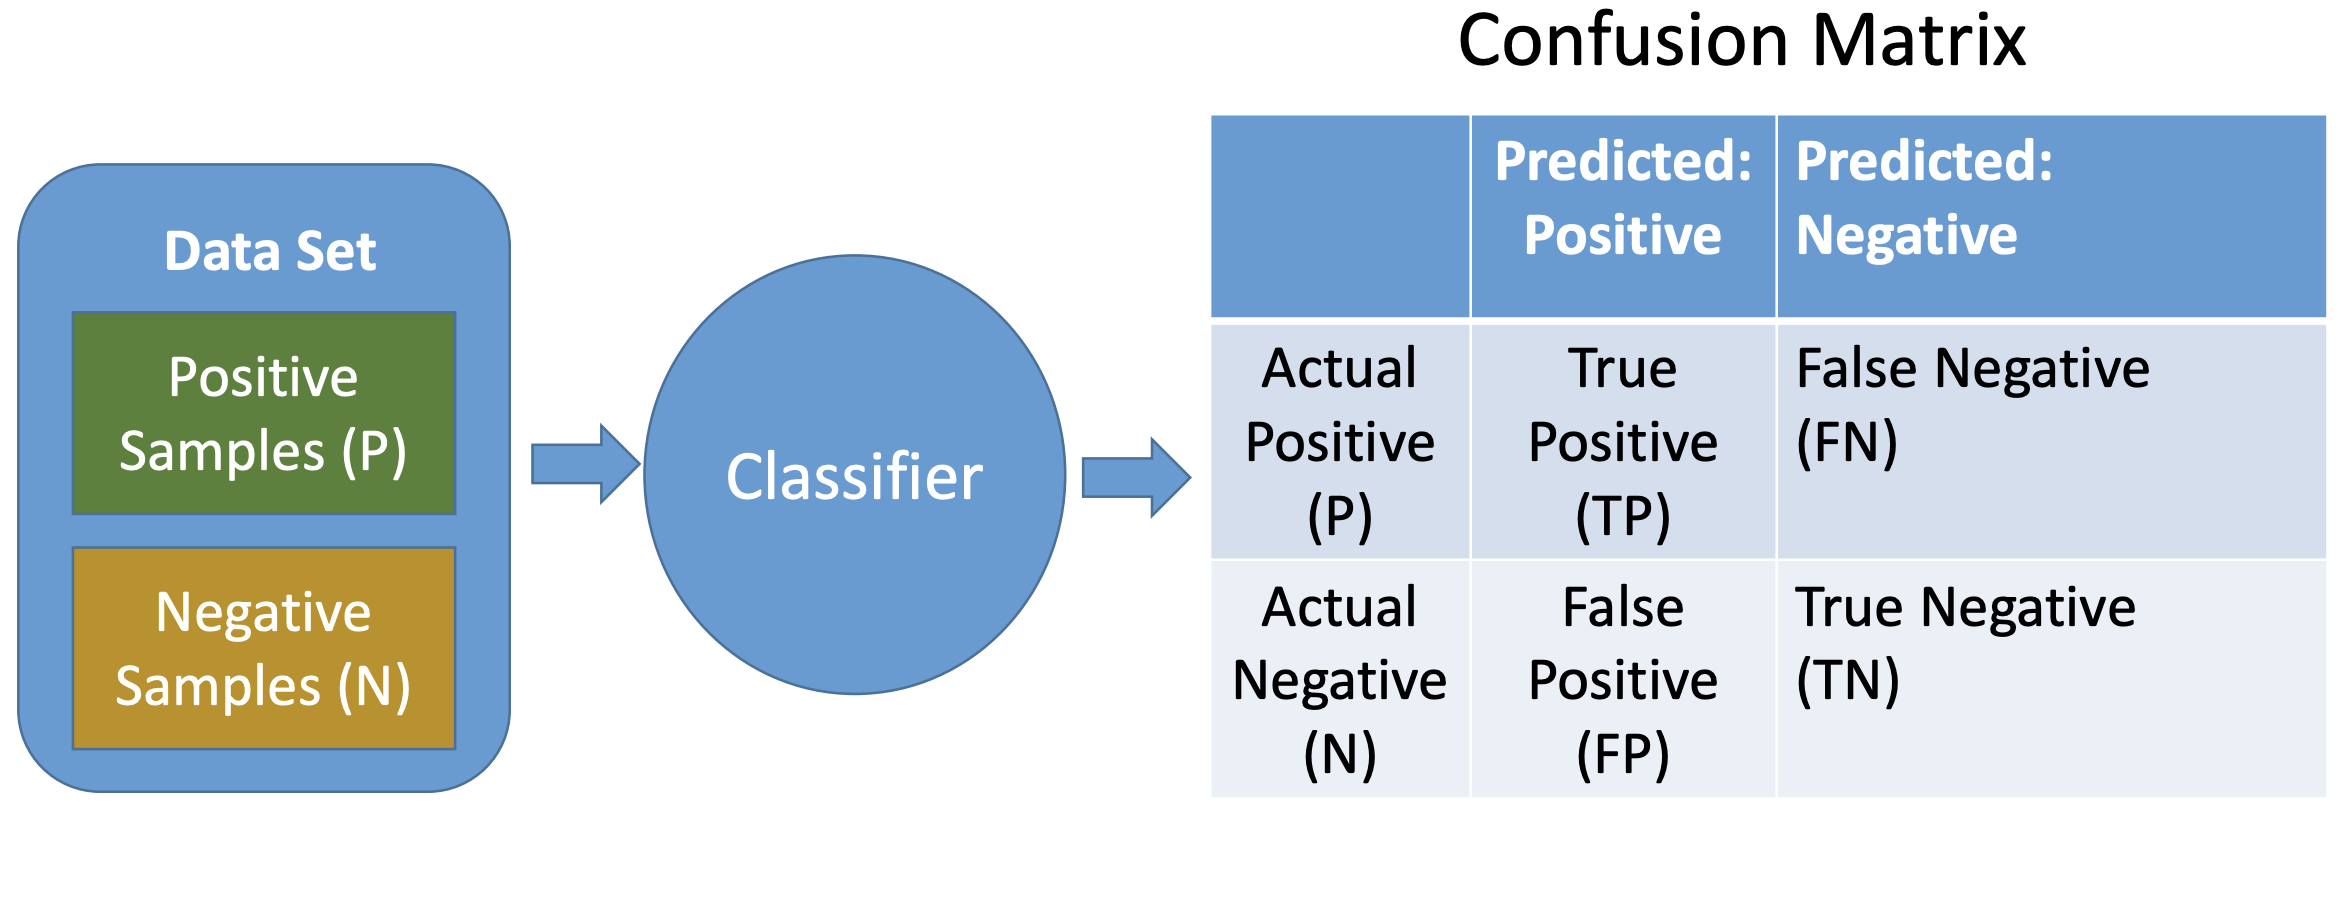 Confusion Matrix
Data Set
Positive
Samples (P)
Negative
Samples (N)
Classifier
Predicted:
Positive
Predicted:
Negative
Actual
Positive
(P)
True
Positive
(TP)
False Negative
(FN)
Actual
Negative
(N)
False
Positive
(FP)
True Negative
(TN)